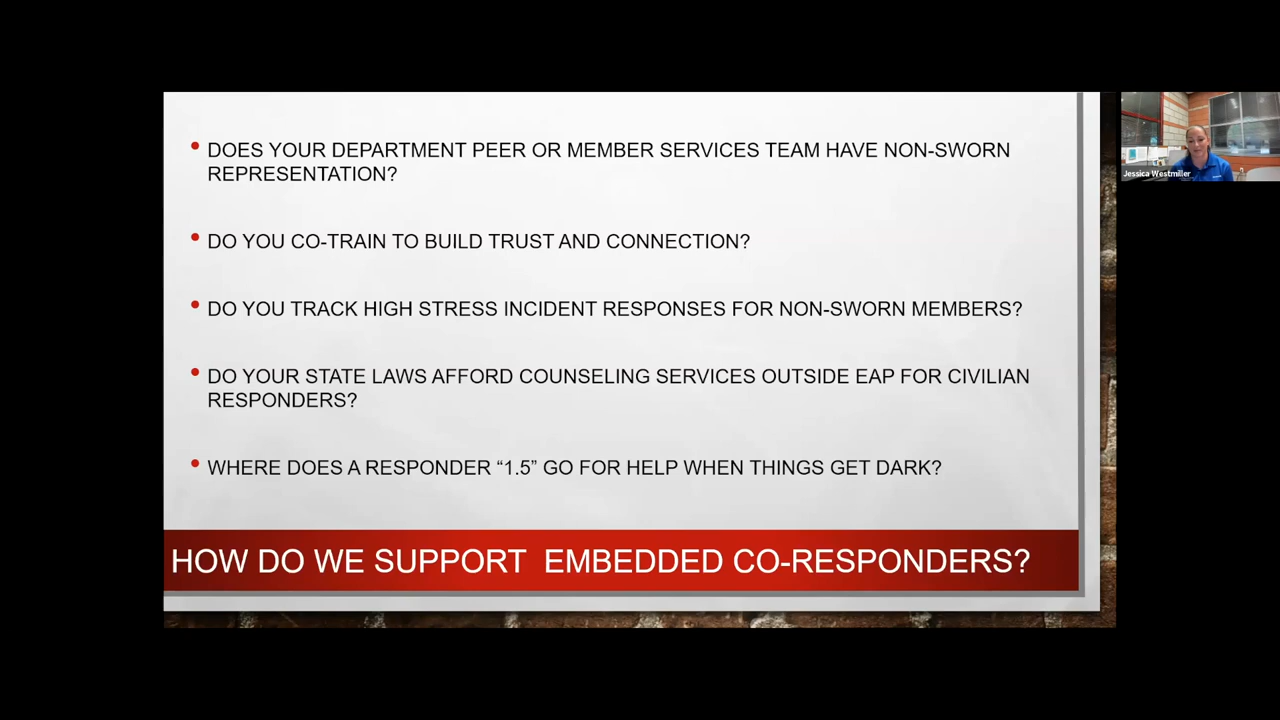 • DOES YOUR DEPARTMENT PEER OR MEMBER SERVICES TEAM HAVE NON-SWORN
REPRESENTATION?
• DO YOU CO-TRAIN TO BUILD TRUST AND CONNECTION?
• DO YOU TRACK HIGH STRESS INCIDENT RESPONSES FOR NON-SWORN MEMBERS?
• DO YOUR STATE LAWS AFFORD COUNSELING SERVICES OUTSIDE EAP FOR CIVILIAN
RESPONDERS?
• WHERE DOES A RESPONDER “1.5” GO FOR HELP WHEN THINGS GET DARK?
HOW DO WE SUPPORT  EMBEDDED CO-RESPONDERS?
Jessica Westmiller